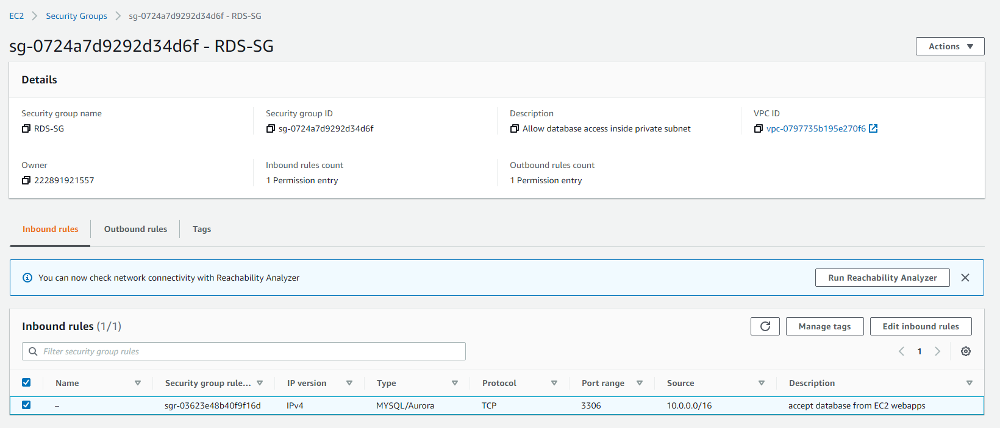 EC2 Security Groups sg-0724a7d9292d34d6f - RDS-SG
sg-0724a7d9292d34d6f - RDS-SG
Actions
Details
Security group name
RDS-SG
Security group ID
sg-0724a7d9292d34d6f
Description
Allow database access inside private subnet
VPC ID
vpc-0797735b195e270f6
Owner
222891921557
Inbound rules count
1 Permission entry
Outbound rules count
1 Permission entry
Inbound rules Outbound rules Tags
You can now check network connectivity with Reachability Analyzer
Run Reachability Analyzer
Inbound rules (1/1)
Manage tags
Edit inbound rules
Filter security group rules
1
Name Security group rule... IP version Type Protocol Port range Source Description
– sgr-03623e48b40f9f16d IPv4 MYSQL/Aurora TCP 3306 10.0.0.0/16 accept database from EC2 webapps